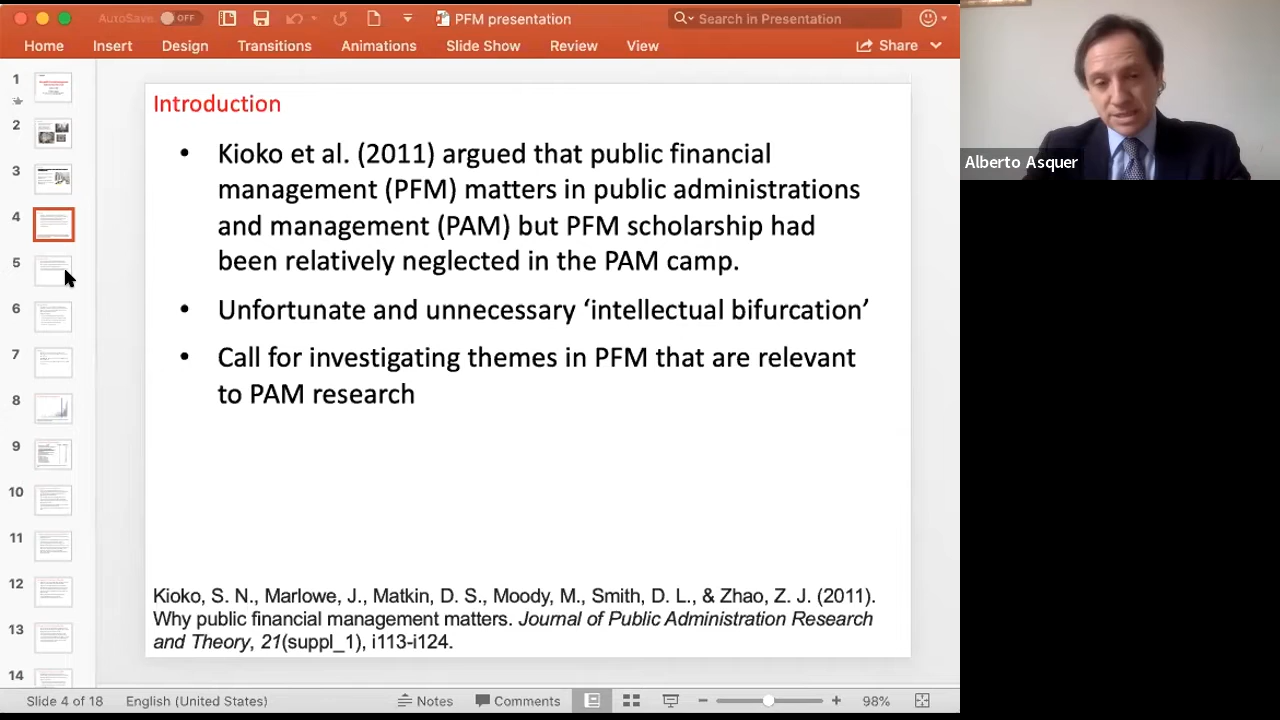 AutoSave OFF
PFM presentation
Search in Presentation
Home Insert Design Transitions Animations Slide Show Review View Share
1
2
3
4
5
6
7
8
9
10
11
12
13
14
Introduction
• Kioko et al. (2011) argued that public financial
management (PFM) matters in public administrations
and management (PAM) but PFM scholarship had
been relatively neglected in the PAM camp.
• Unfortunate and unnecessary ‘intellectual bifurcation’
• Call for investigating themes in PFM that are relevant
to PAM research
Kioko, S. N., Marlowe, J., Matkin, D. S., Moody, M., Smith, D. L., & Zhao, Z. J. (2011).
Why public financial management matters. Journal of Public Administration Research
and Theory, 21(suppl_1), i113-i124.
Alberto Asquer
Slide 4 of 18 English (United States) Notes Comments 98%